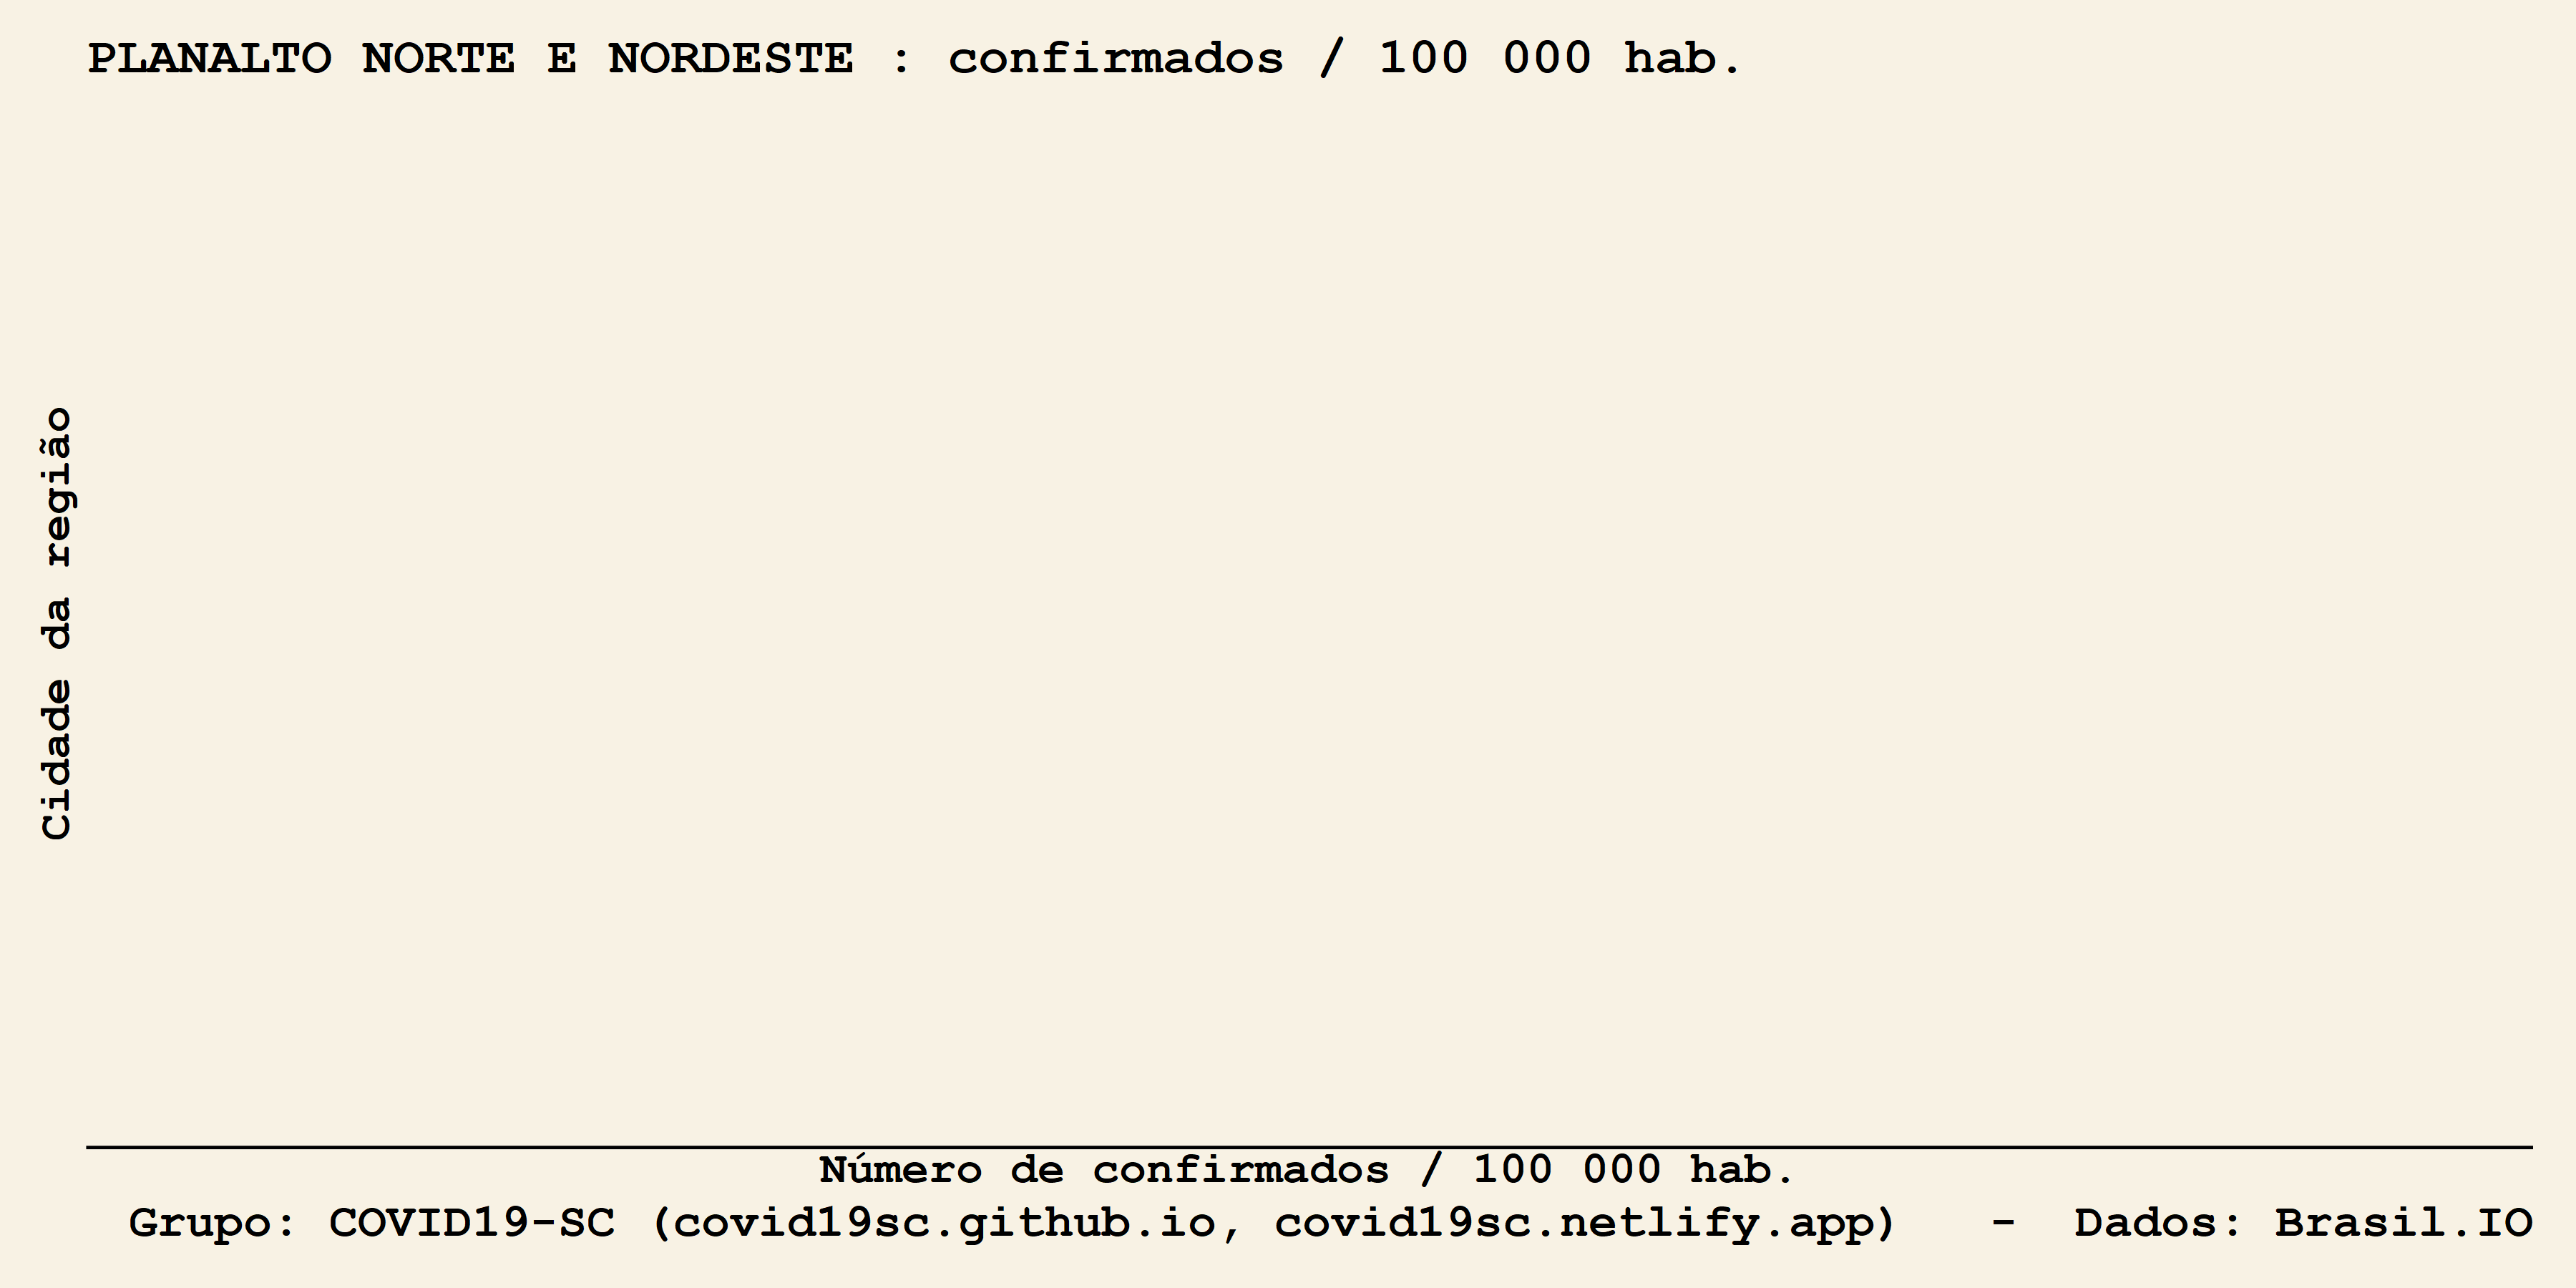 PLANALTO NORTE E NORDESTE : confirmados / 100 000 hab.
Cidade da região
Número de confirmados / 100 000 hab.
Grupo: COVID19-SC (covid19sc.github.io, covid19sc.netlify.app) - Dados: Brasil.IO